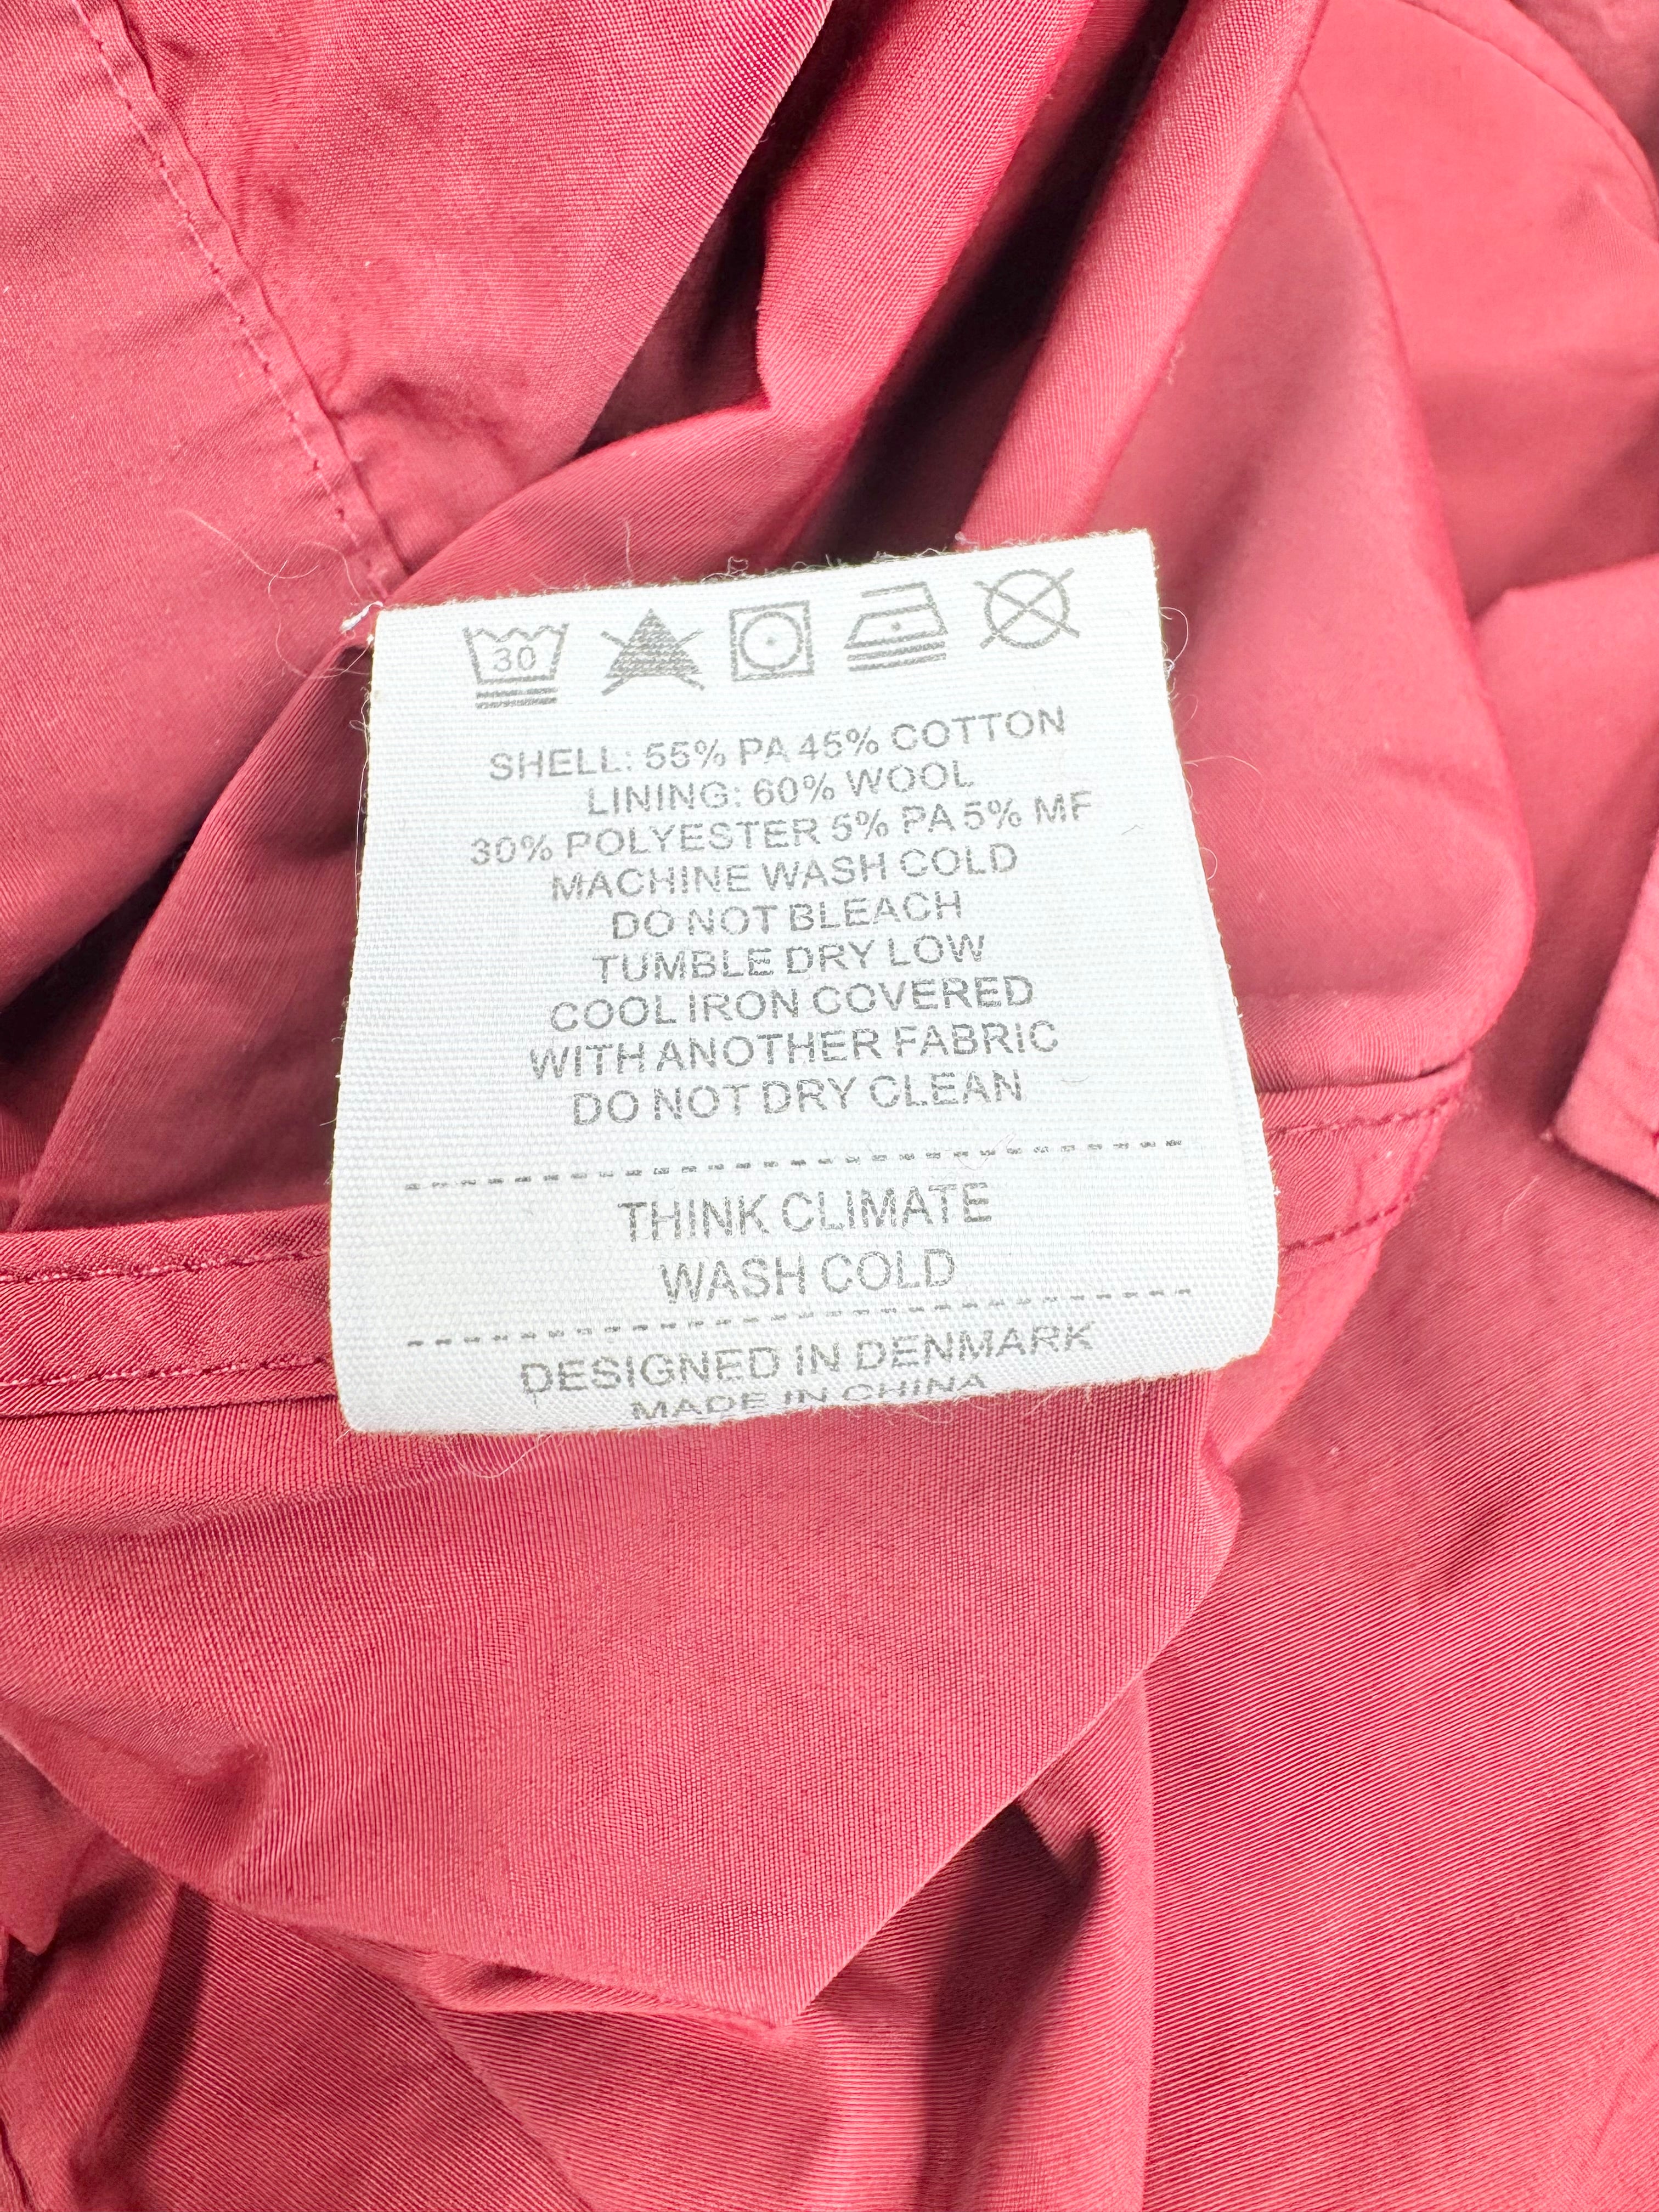 30
SHELL: 55% PA 45% COTTON
LINING: 60% WOOL
30% POLYESTER 5% PA 5% MF
MACHINE WASH COLD
DO NOT BLEACH
TUMBLE DRY LOW
COOL IRON COVERED
WITH ANOTHER FABRIC
DO NOT DRY CLEAN
THINK CLIMATE
WASH COLD
DESIGNED IN DENMARK
MADE IN CHINA